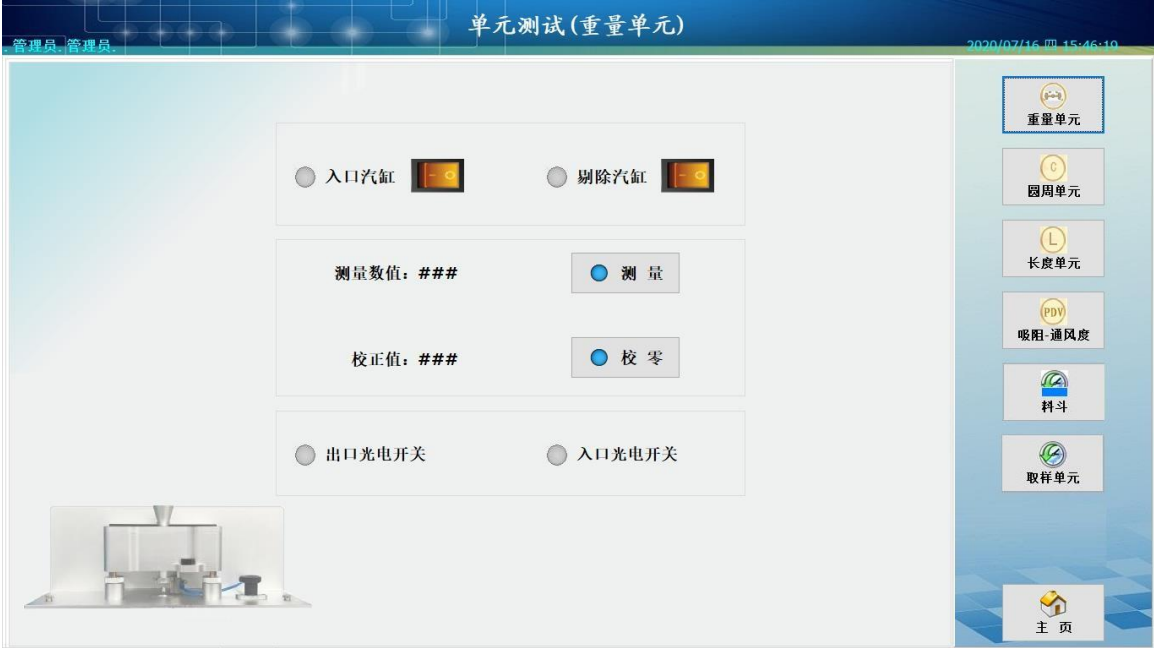 单元测试(重量单元)
.管理员.管理员.
2020/07/16 四 15:46:19
入口汽缸
剔除汽缸
测量数值：###
测 量
校正值：###
校 零
出口光电开关
入口光电开关
重量单元
C
圆周单元
L
长度单元
PDV
吸阻-通风度
料斗
取样单元
主 页